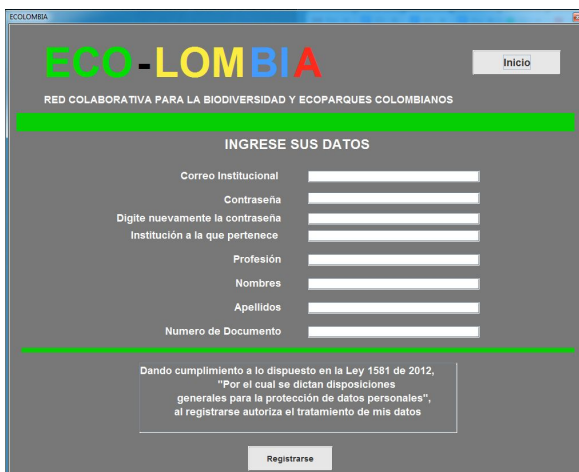 ECOLOMBIA
ECO-LOMBIA
Inicio
RED COLABORATIVA PARA LA BIODIVERSIDAD Y ECOPARQUES COLOMBIANOS
INGRESE SUS DATOS
Correo Institucional
Contraseña
Digite nuevamente la contraseña
Institución a la que pertenece
Profesión
Nombres
Apellidos
Numero de Documento
Dando cumplimiento a lo dispuesto en la Ley 1581 de 2012,
"Por el cual se dictan disposiciones
generales para la protección de datos personales",
al registrarse autoriza el tratamiento de mis datos
Registrarse